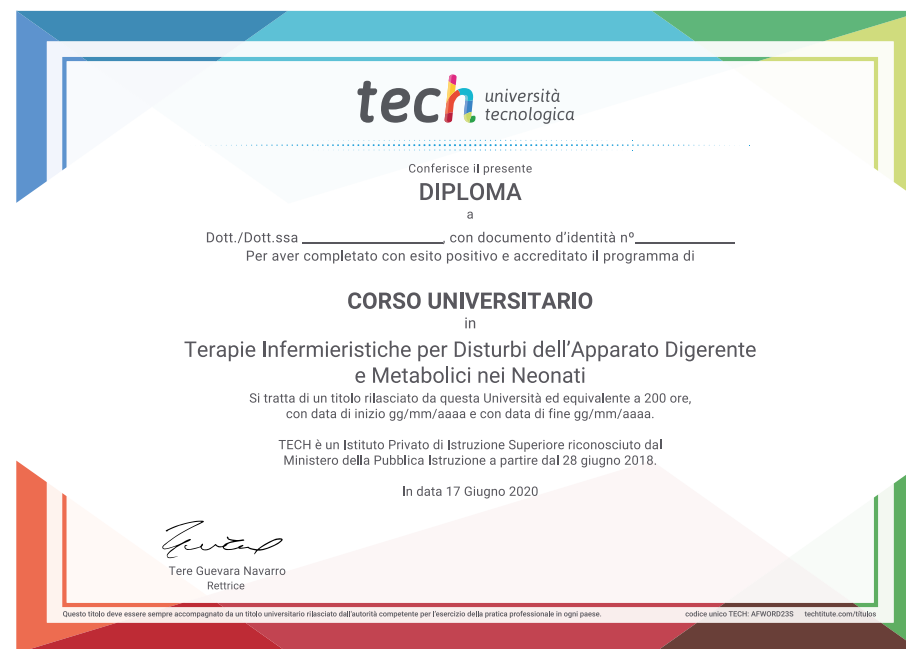 tech università
tecnologica
Conferisce il presente
DIPLOMA
a
Dott./Dott.ssa ____________________, con documento d'identità nº______________
Per aver completato con esito positivo e accreditato il programma di
CORSO UNIVERSITARIO
in
Terapie Infermieristiche per Disturbi dell'Apparato Digerente
e Metabolici nei Neonati
Si tratta di un titolo rilasciato da questa Università ed equivalente a 200 ore,
con data di inizio gg/mm/aaaa e con data di fine gg/mm/aaaa.
TECH è un Istituto Privato di Istruzione Superiore riconosciuto dal
Ministero della Pubblica Istruzione a partire dal 28 giugno 2018.
In data 17 Giugno 2020
Tere Guevara Navarro
Rettrice
Questo titolo deve essere sempre accompagnato da un titolo universitario rilasciato dall'autorità competente per l'esercizio della pratica professionale in ogni paese. codice unico TECH: AFWORD23S techtitute.com/títulos